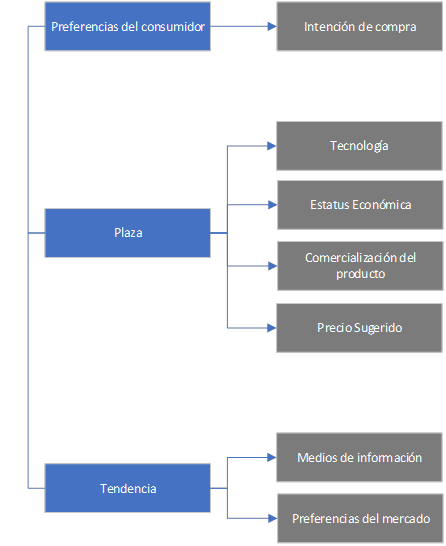 Preferencias del consumidor
Intención de compra
Tecnología
Estatus Económica
Plaza
Comercialización del
producto
Precio Sugerido
Medios de información
Tendencia
Preferencias del mercado